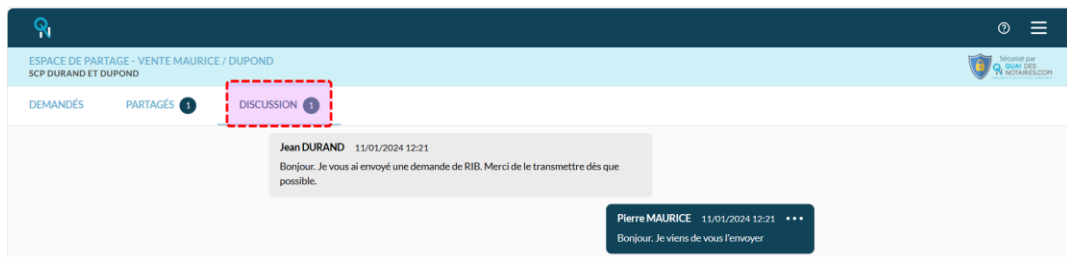 QN
ESPACE DE PARTAGE - VENTE MAURICE / DUPOND
SCP DURAND ET DUPOND
Sécurisé par
QN QUAI DES
NOTAIRES.COM
DEMANDÉS PARTAGÉS 1 DISCUSSION 1
Jean DURAND 11/01/2024 12:21
Bonjour. Je vous ai envoyé une demande de RIB. Merci de le transmettre dès que
possible.
Pierre MAURICE 11/01/2024 12:21 •••
Bonjour. Je viens de vous l'envoyer